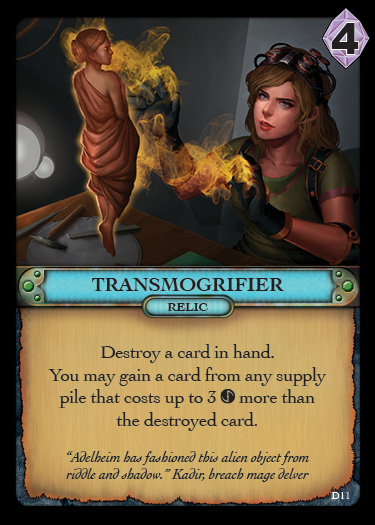 4
TRANSMOGRIFIER
RELIC
Destroy a card in hand.
You may gain a card from any supply
pile that costs up to 3 more than
the destroyed card.
“Adelheim has fashioned this alien object from
riddle and shadow.” Kadir, breach mage delver
D11